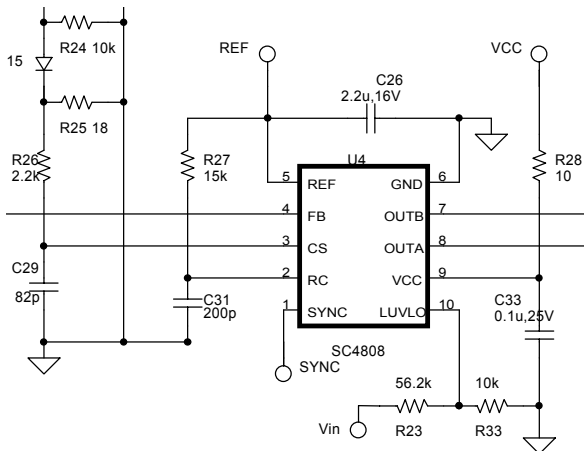 R24 10k
REF
VCC
15
C26
2.2u,16V
R25 18
U4
R26
2.2k
R27
15k
R28
10
5 REF GND 6
4 FB OUTB 7
3 CS OUTA 8
2 RC VCC 9
1 SYNC LUVLO 10
C29
82p
C31
200p
C33
0.1u,25V
SC4808
SYNC
56.2k 10k
Vin R23 R33